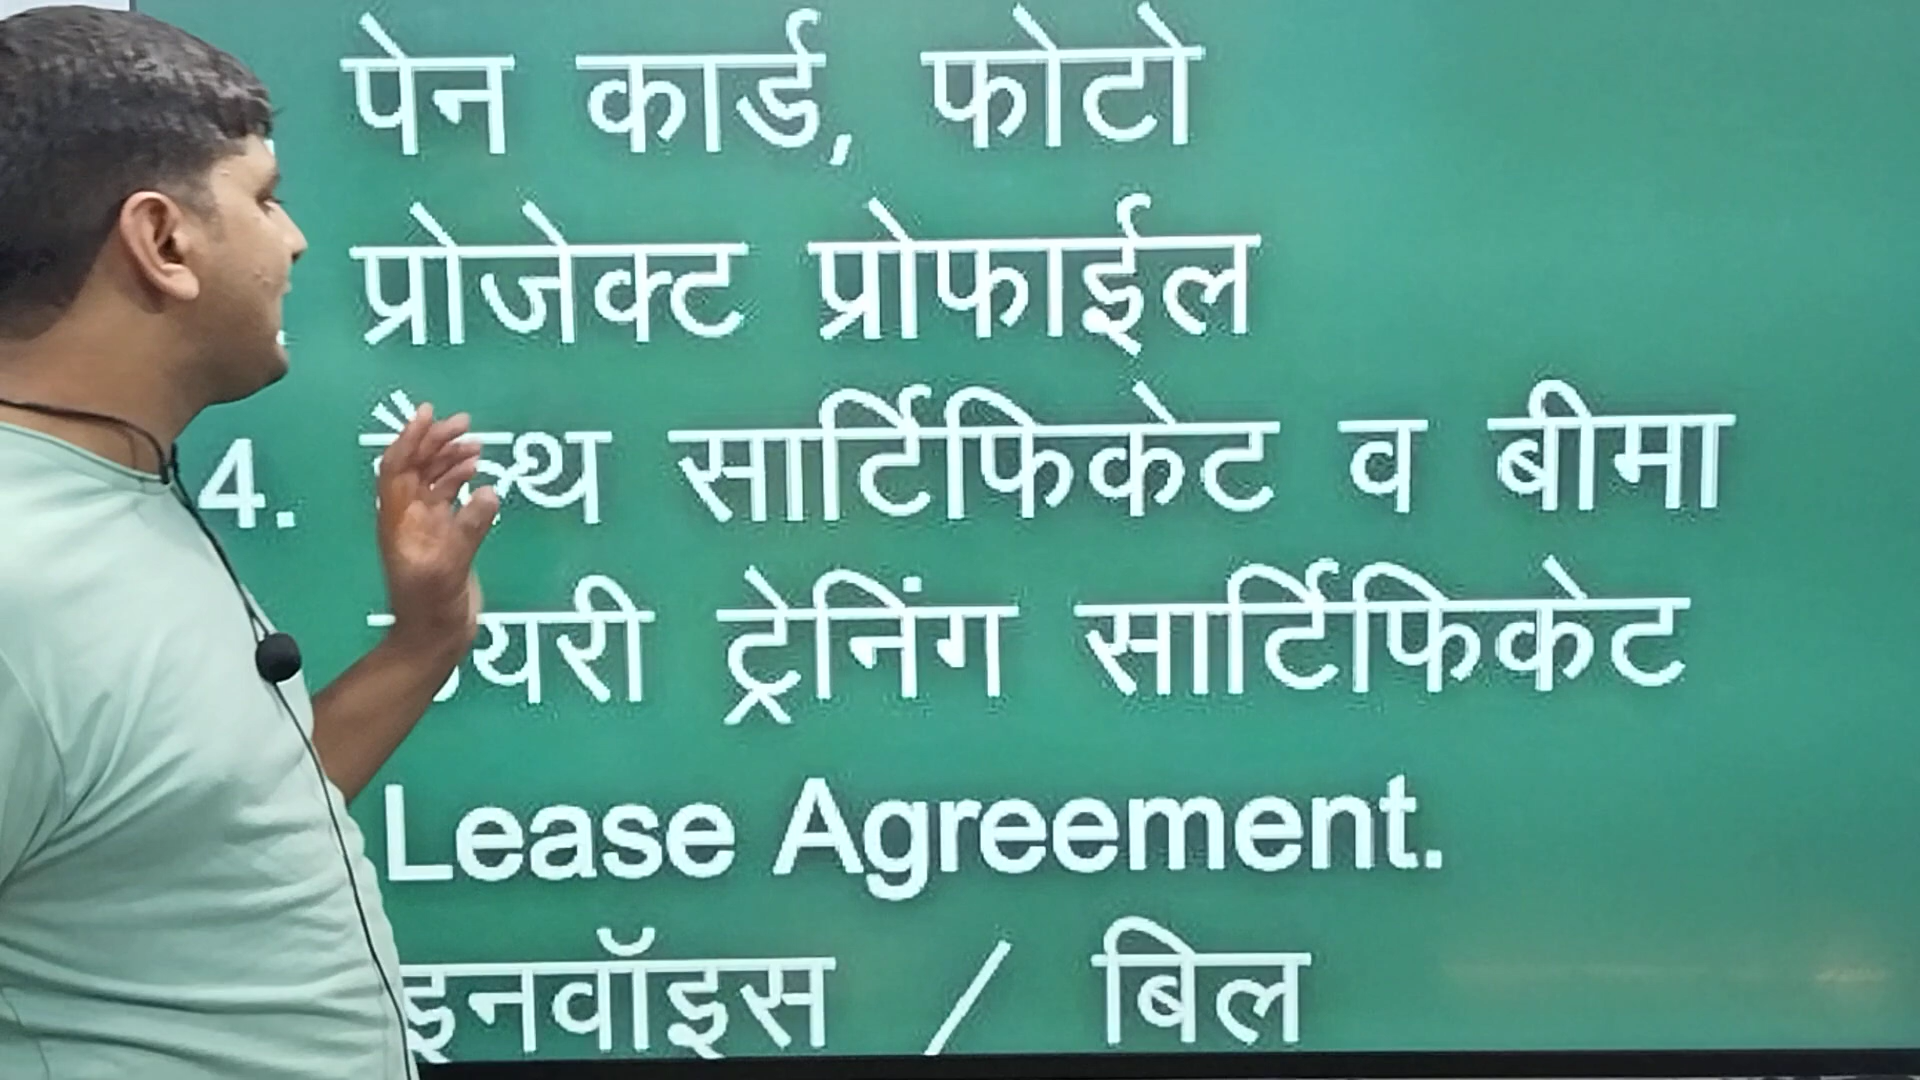 पेन कार्ड, फोटो
प्रोजेक्ट प्रोफाईल
4. सार्टिफिकेट व बीमा
ट्रेनिंग सार्टिफिकेट
Lease Agreement.
इनवॉइस / बिल